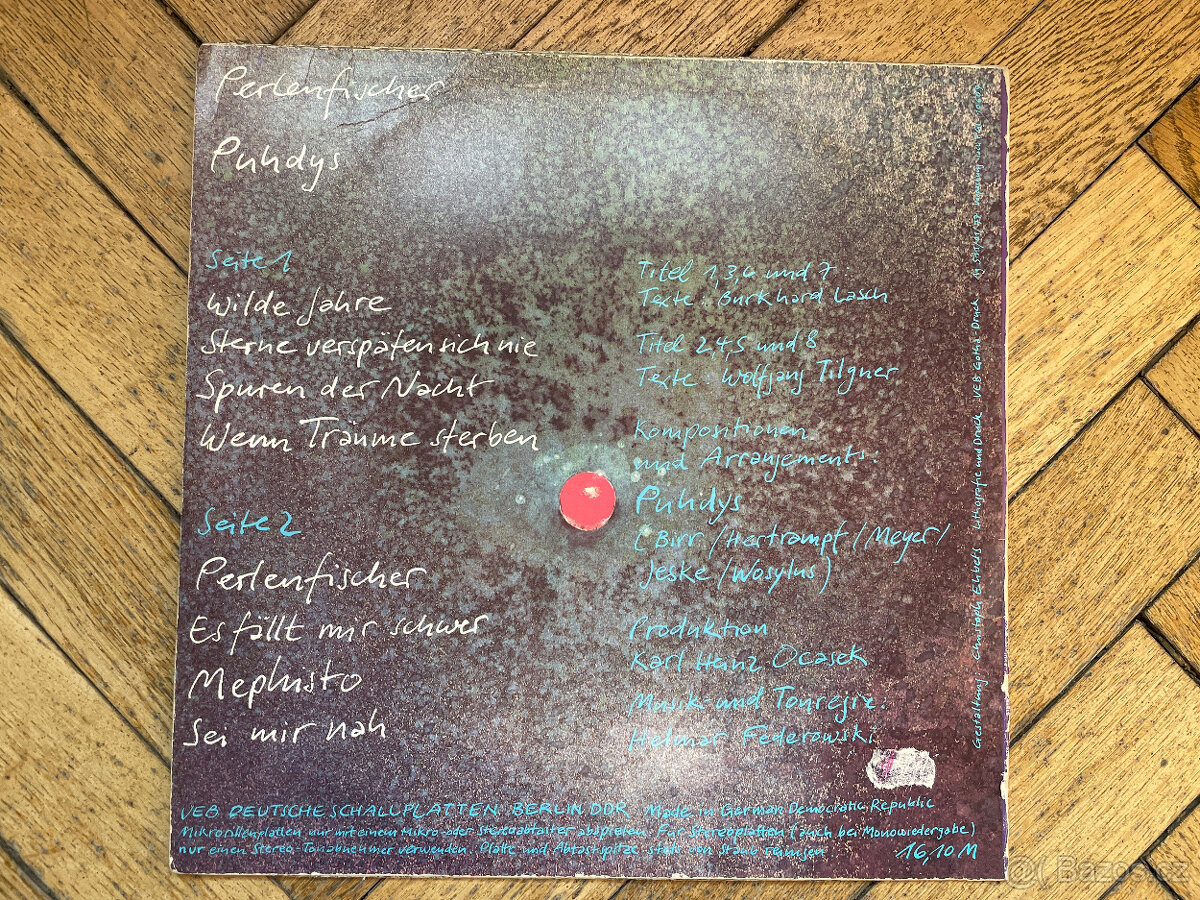 Perlenfischer
Puhdys
Seite 1
Wilde Jahre
Sterne verspäten sich nie
Spuren der Nacht
Wenn Träume sterben
Seite 2
Perlenfischer
Es fällt mir schwer
Mephisto
Sei mir nah
Titel 1,3,6 und 7
Texte: Burkhard Lasch
Titel 2,4,5 und 8
Texte: Wolfgang Tilgner
Kompositionen
und Arrangements:
Puhdys
(Birr/Hertrampf/Meyer/
Jeske/Wosylus)
Produktion
Karl Heinz Ocasek
Musik- und Tonregie:
Helmar Federowski
VEB DEUTSCHE SCHALLPLATTEN BERLIN DDR Made in German Democratic Republic
Mikrorillenplatten nur mit einem Mikro- oder Stereoabtaster abspielen Für Stereoplatten (auch bei Monowiedergabe)
nur einen Stereo-Tonabnehmer verwenden. Platte und Abtastspitze stets von Staub reinigen
16,10 M
Gestaltung Christoph Ehbets Lithografie und Druck VEB Gotha-Druck
Bazos.cz